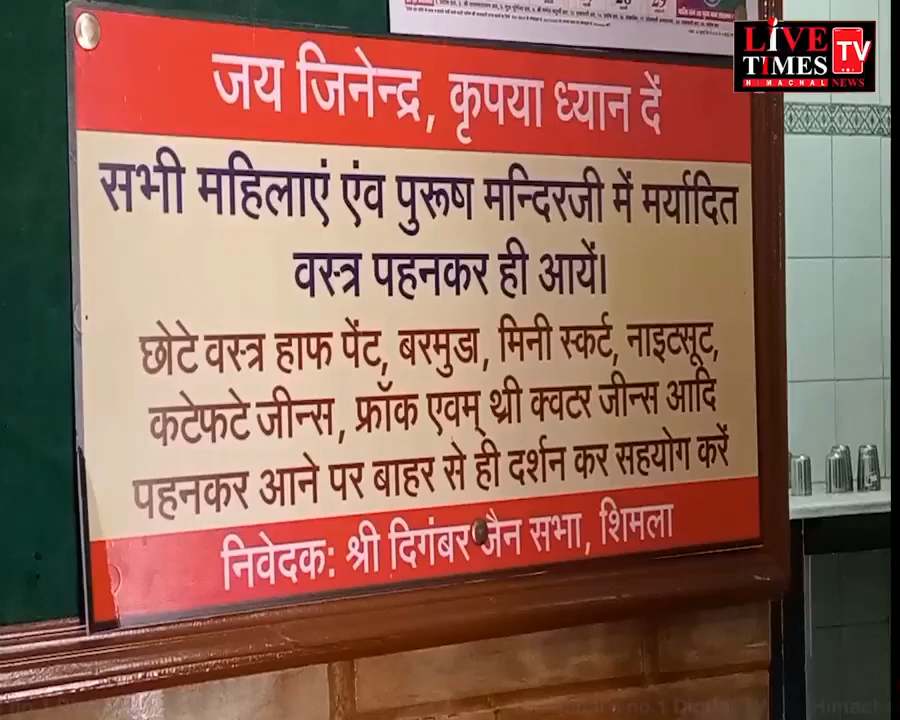 LIVE
TIMES TV
HIMACHAL NEWS
जय जिनेन्द्र, कृपया ध्यान दें
सभी महिलाएं एंव पुरूष मन्दिरजी में मर्यादित
वस्त्र पहनकर ही आयें।
छोटे वस्त्र हाफ पेंट, बरमुडा, मिनी स्कर्ट, नाइटसूट,
कटेफटे जीन्स, फ्रॉक एवम् थ्री क्वटर जीन्स आदि
पहनकर आने पर बाहर से ही दर्शन कर सहयोग करें
निवेदक: श्री दिगंबर जैन सभा, शिमला